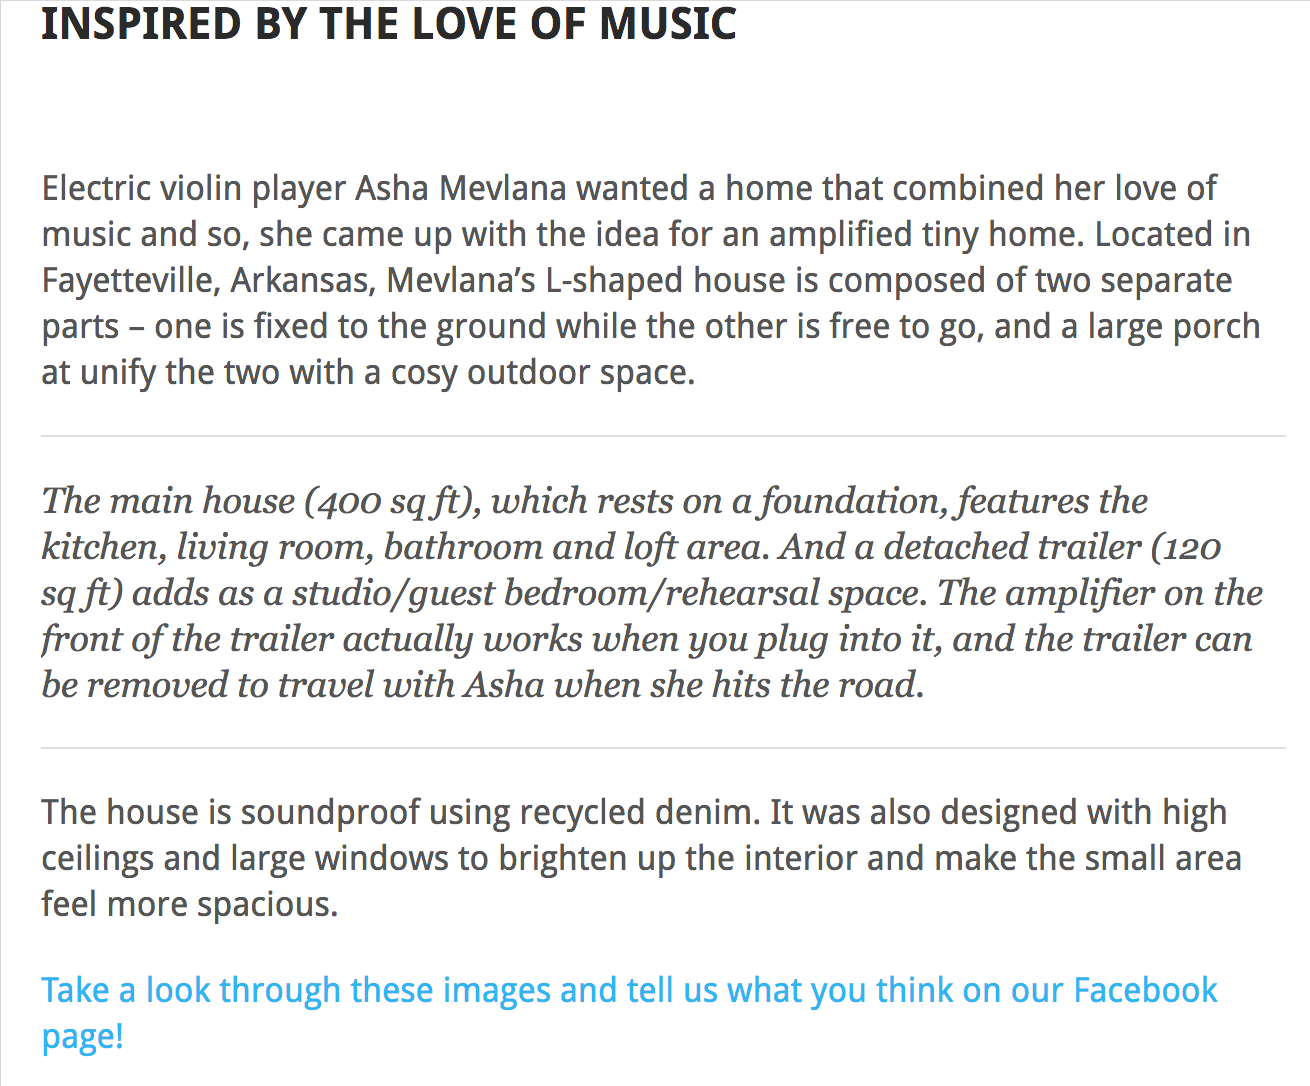 INSPIRED BY THE LOVE OF MUSIC
Electric violin player Asha Mevlana wanted a home that combined her love of
music and so, she came up with the idea for an amplified tiny home. Located in
Fayetteville, Arkansas, Mevlana’s L-shaped house is composed of two separate
parts – one is fixed to the ground while the other is free to go, and a large porch
at unify the two with a cosy outdoor space.
The main house (400 sq ft), which rests on a foundation, features the
kitchen, living room, bathroom and loft area. And a detached trailer (120
sq ft) adds as a studio/guest bedroom/rehearsal space. The amplifier on the
front of the trailer actually works when you plug into it, and the trailer can
be removed to travel with Asha when she hits the road.
The house is soundproof using recycled denim. It was also designed with high
ceilings and large windows to brighten up the interior and make the small area
feel more spacious.
Take a look through these images and tell us what you think on our Facebook
page!